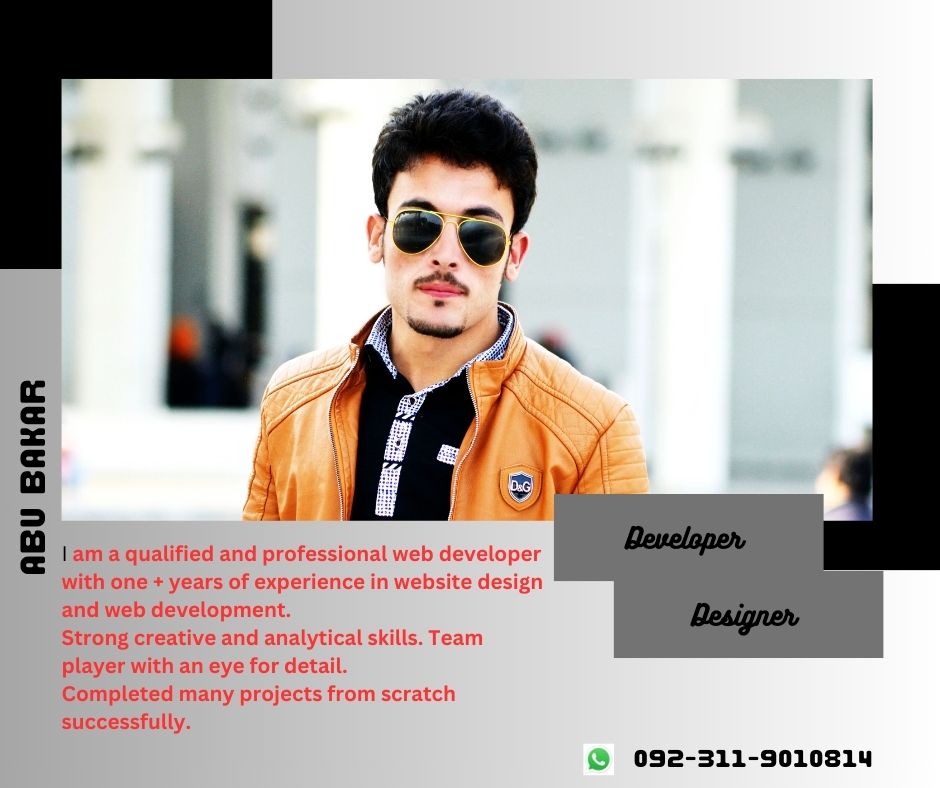 ABU BAKAR
D&G
Developer
Designer
I am a qualified and professional web developer
with one + years of experience in website design
and web development.
Strong creative and analytical skills. Team
player with an eye for detail.
Completed many projects from scratch
successfully.
092-311-9010814